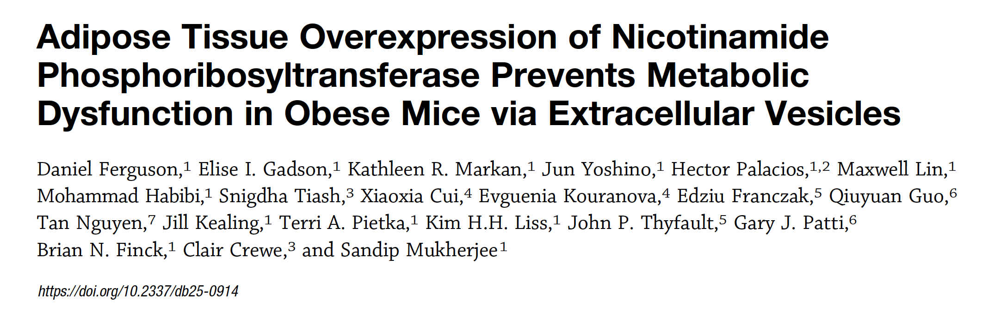 Adipose Tissue Overexpression of Nicotinamide
Phosphoribosyltransferase Prevents Metabolic
Dysfunction in Obese Mice via Extracellular Vesicles
Daniel Ferguson,¹ Elise I. Gadson,¹ Kathleen R. Markan,¹ Jun Yoshino,¹ Hector Palacios,¹,² Maxwell Lin,¹
Mohammad Habibi,¹ Snigdha Tiash,³ Xiaoxia Cui,⁴ Evguenia Kouranova,⁴ Edziu Franczak,⁵ Qiuyuan Guo,⁶
Tan Nguyen,⁷ Jill Kealing,¹ Terri A. Pietka,¹ Kim H.H. Liss,¹ John P. Thyfault,⁵ Gary J. Patti,⁶
Brian N. Finck,¹ Clair Crewe,³ and Sandip Mukherjee¹
https://doi.org/10.2337/db25-0914